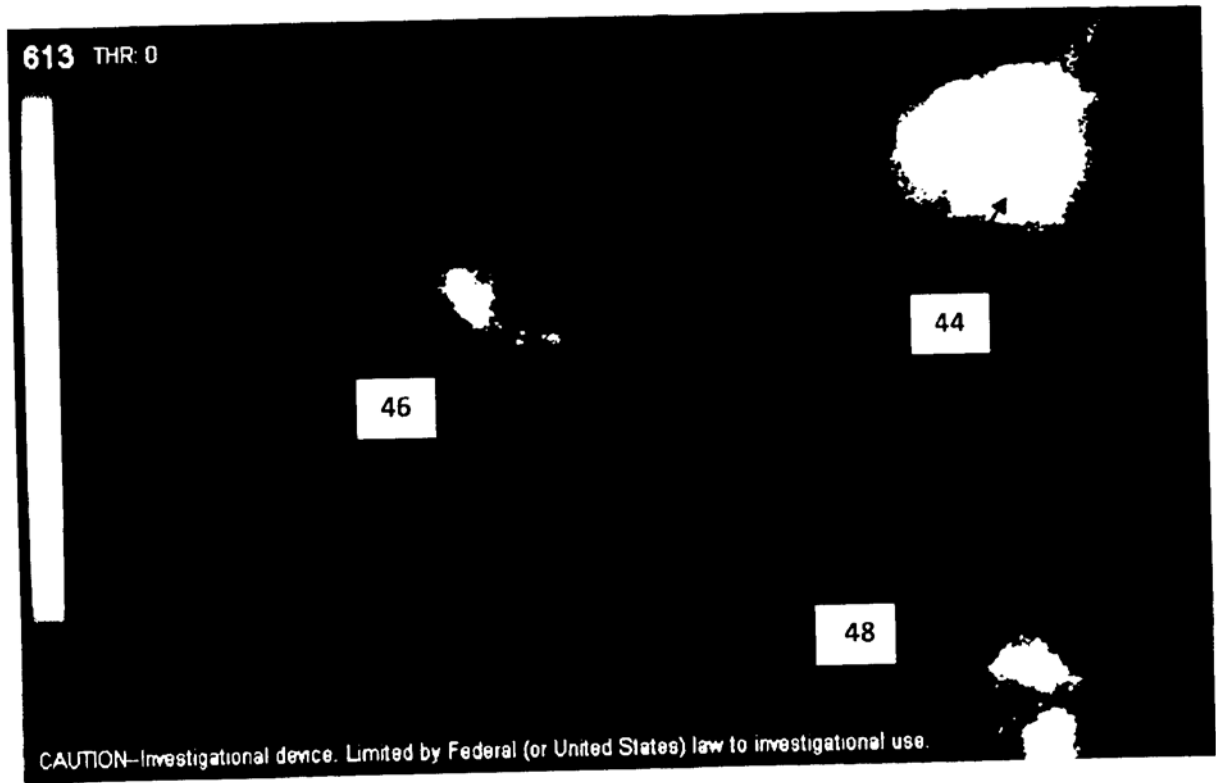 613 THR: 0
44
46
48
CAUTION–Investigational device. Limited by Federal (or United States) law to investigational use.